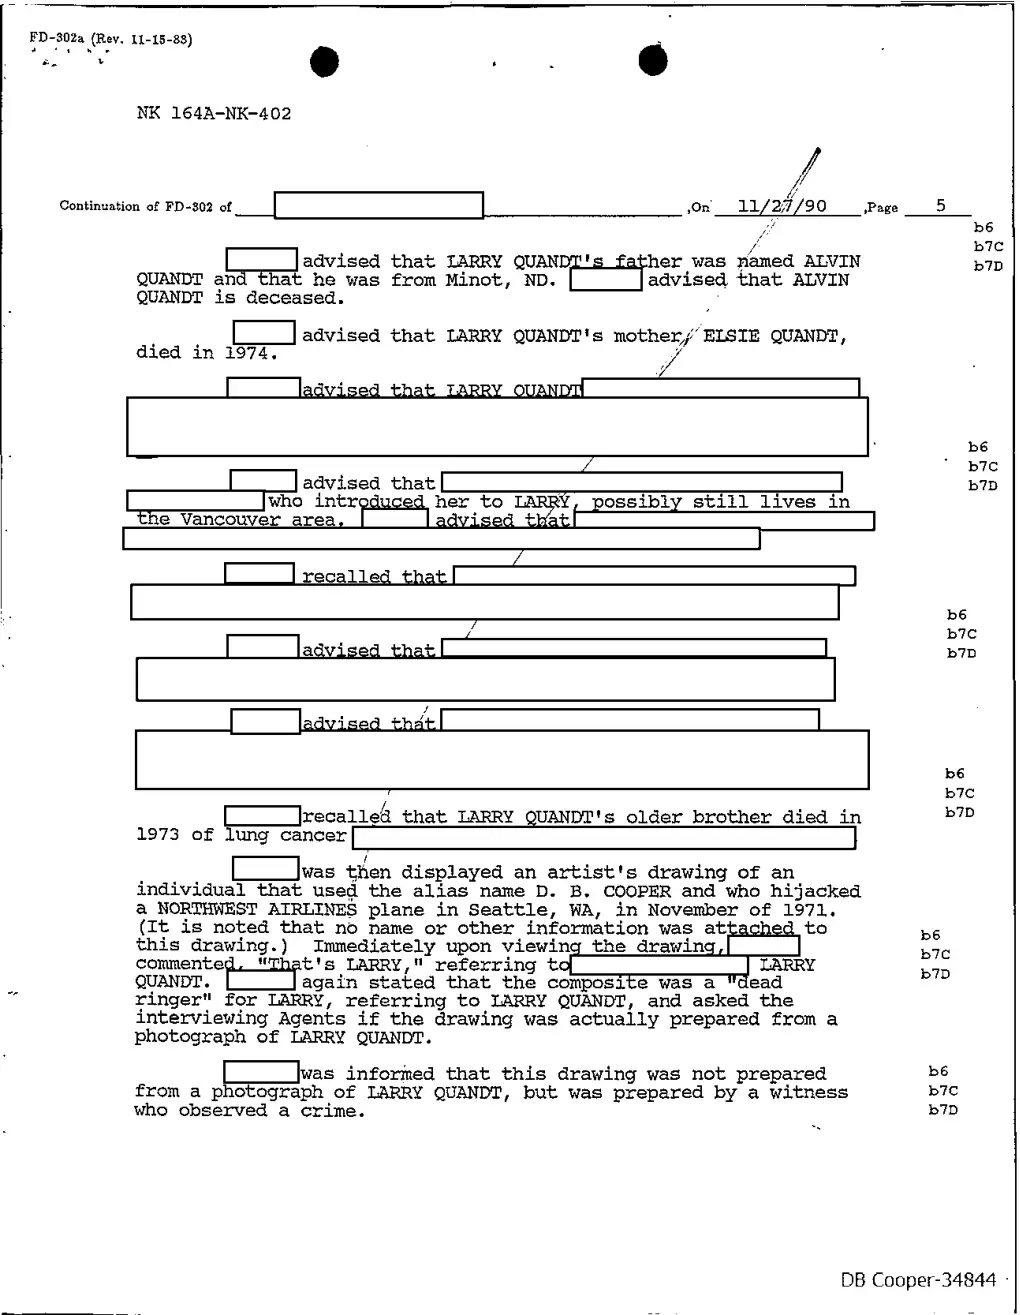 FD-302a (Rev. 11-15-83)
NK 164A-NK-402
Continuation of FD-302 of ,On 11/27/90 ,Page 5
b6
b7C
b7D
advised that LARRY QUANDT's father was named ALVIN
QUANDT and that he was from Minot, ND. advised that ALVIN
QUANDT is deceased.
advised that LARRY QUANDT's mother, ELSIE QUANDT,
died in 1974.
advised that LARRY QUANDT
b6
b7C
b7D
advised that
who introduced her to LARRY, possibly still lives in
the Vancouver area. advised that
recalled that
b6
b7C
b7D
advised that
advised that
b6
b7C
b7D
recalled that LARRY QUANDT's older brother died in
1973 of lung cancer
was then displayed an artist's drawing of an
individual that used the alias name D. B. COOPER and who hijacked
a NORTHWEST AIRLINES plane in Seattle, WA, in November of 1971.
(It is noted that no name or other information was attached to
this drawing.) Immediately upon viewing the drawing,
commented, "That's LARRY," referring to LARRY
QUANDT. again stated that the composite was a "dead
ringer" for LARRY, referring to LARRY QUANDT, and asked the
interviewing Agents if the drawing was actually prepared from a
photograph of LARRY QUANDT.
b6
b7C
b7D
was informed that this drawing was not prepared
from a photograph of LARRY QUANDT, but was prepared by a witness
who observed a crime.
b6
b7C
b7D
DB Cooper-34844